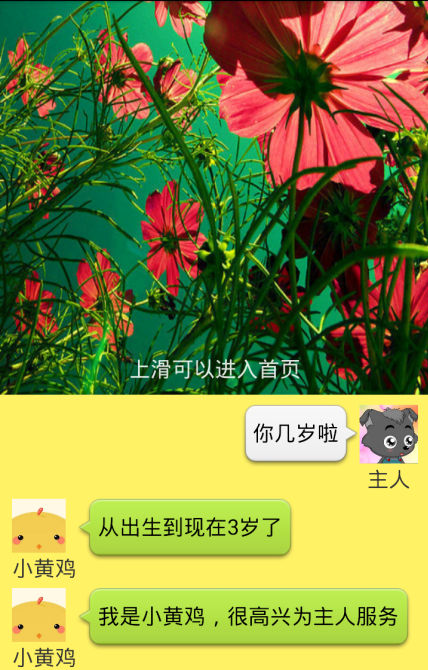 上滑可以进入首页
你几岁啦
主人
从出生到现在3岁了
小黄鸡
我是小黄鸡，很高兴为主人服务
小黄鸡